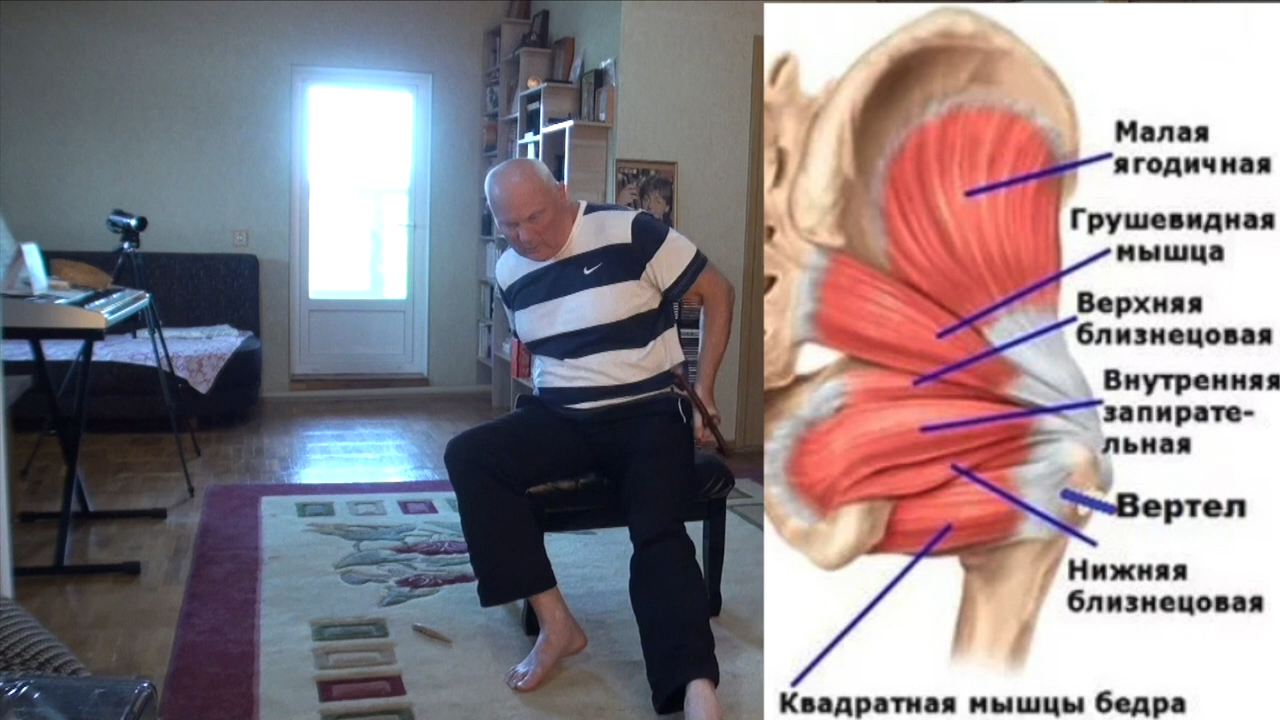 Малая
ягодичная
Грушевидная
мышца
Верхняя
близнецовая
Внутренняя
запирате-
льная
Вертел
Нижняя
близнецовая
Квадратная мышцы бедра